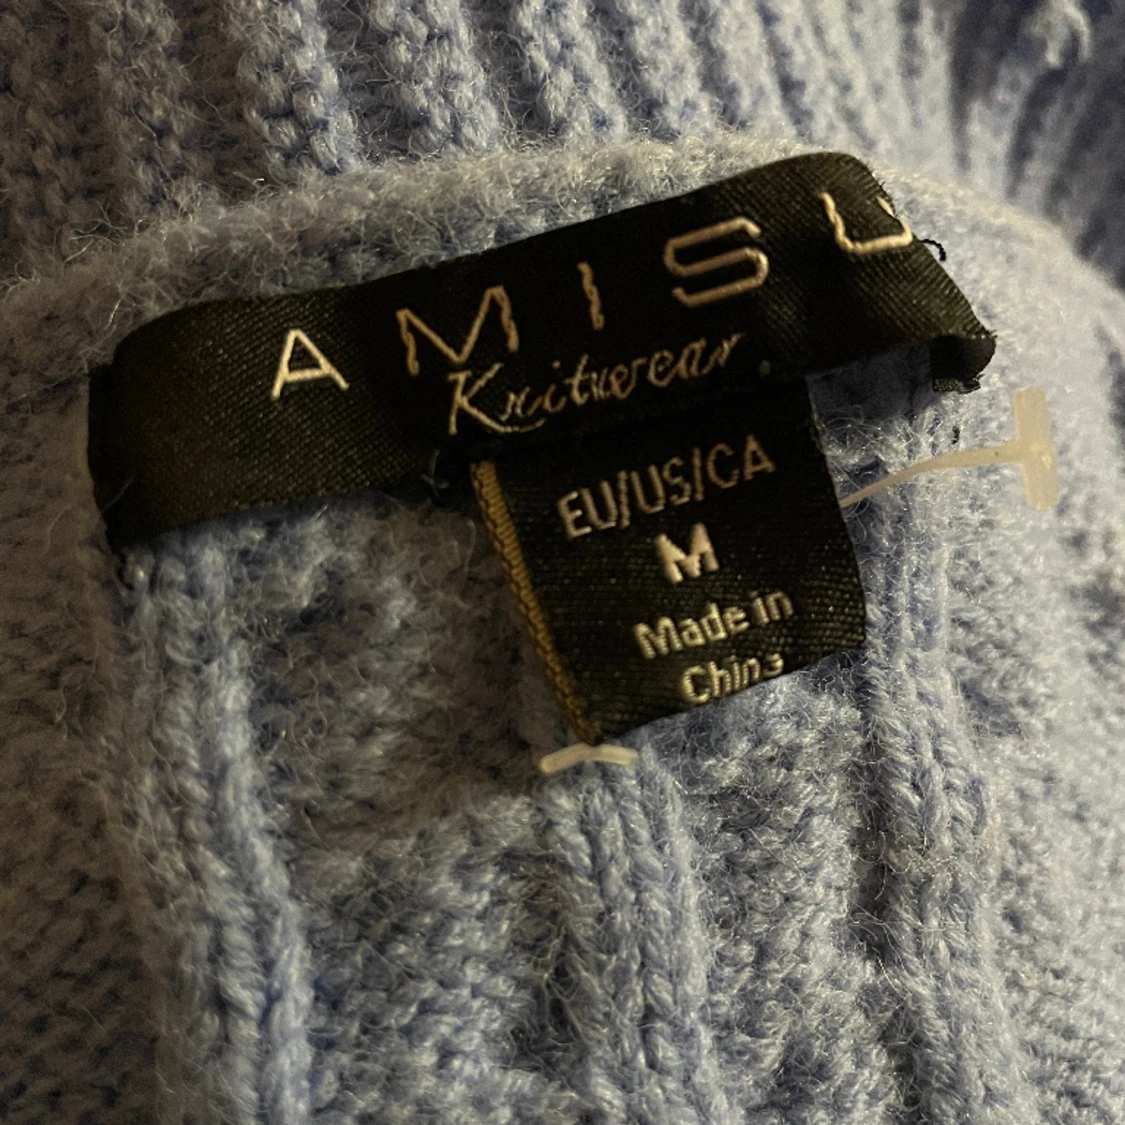 AMISU
Knitwear
EU/US/CA
M
Made in
China